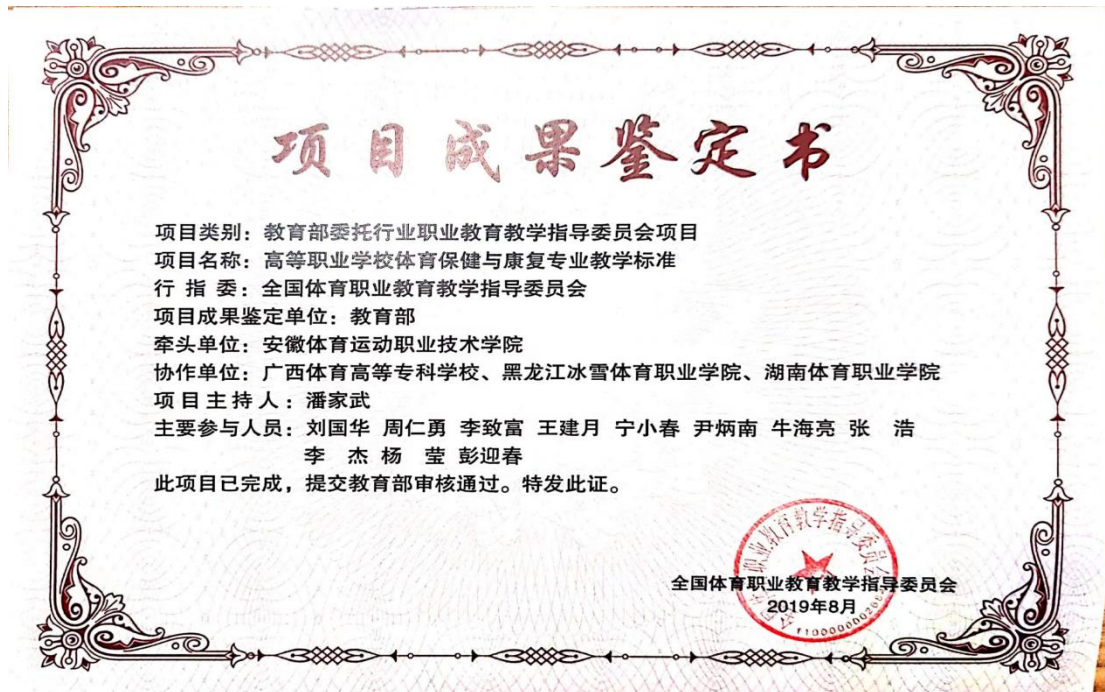 项目成果鉴定书
项目类别：教育部委托行业职业教育教学指导委员会项目
项目名称：高等职业学校体育保健与康复专业教学标准
行 指 委：全国体育职业教育教学指导委员会
项目成果鉴定单位：教育部
牵头单位：安徽体育运动职业技术学院
协作单位：广西体育高等专科学校、黑龙江冰雪体育职业学院、湖南体育职业学院
项目主持人：潘家武
主要参与人员：刘国华 周仁勇 李致富 王建月 宁小春 尹炳南 牛海亮 张 浩
李 杰 杨 莹 彭迎春
此项目已完成，提交教育部审核通过。特发此证。
职业教育教学指导委员会
全国体育职业教育教学指导委员会
2019年8月